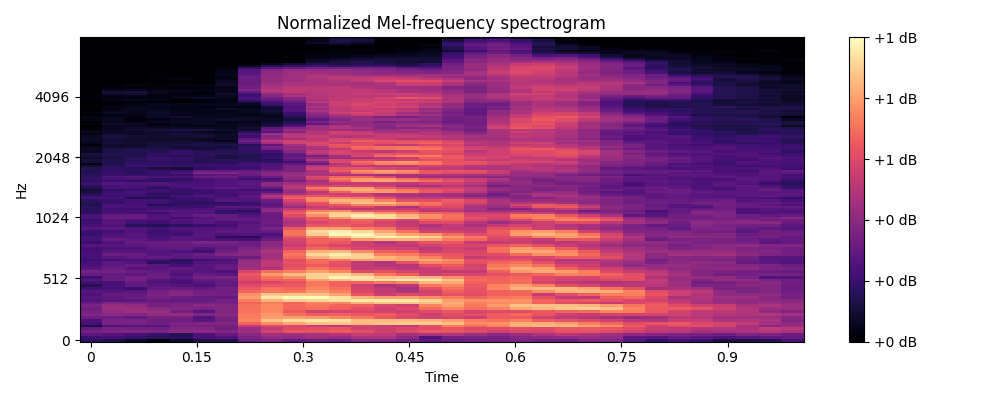 Normalized Mel-frequency spectrogram
Hz
4096
2048
1024
512
0
0 0.15 0.3 0.45 0.6 0.75 0.9
Time
+1 dB
+1 dB
+1 dB
+0 dB
+0 dB
+0 dB